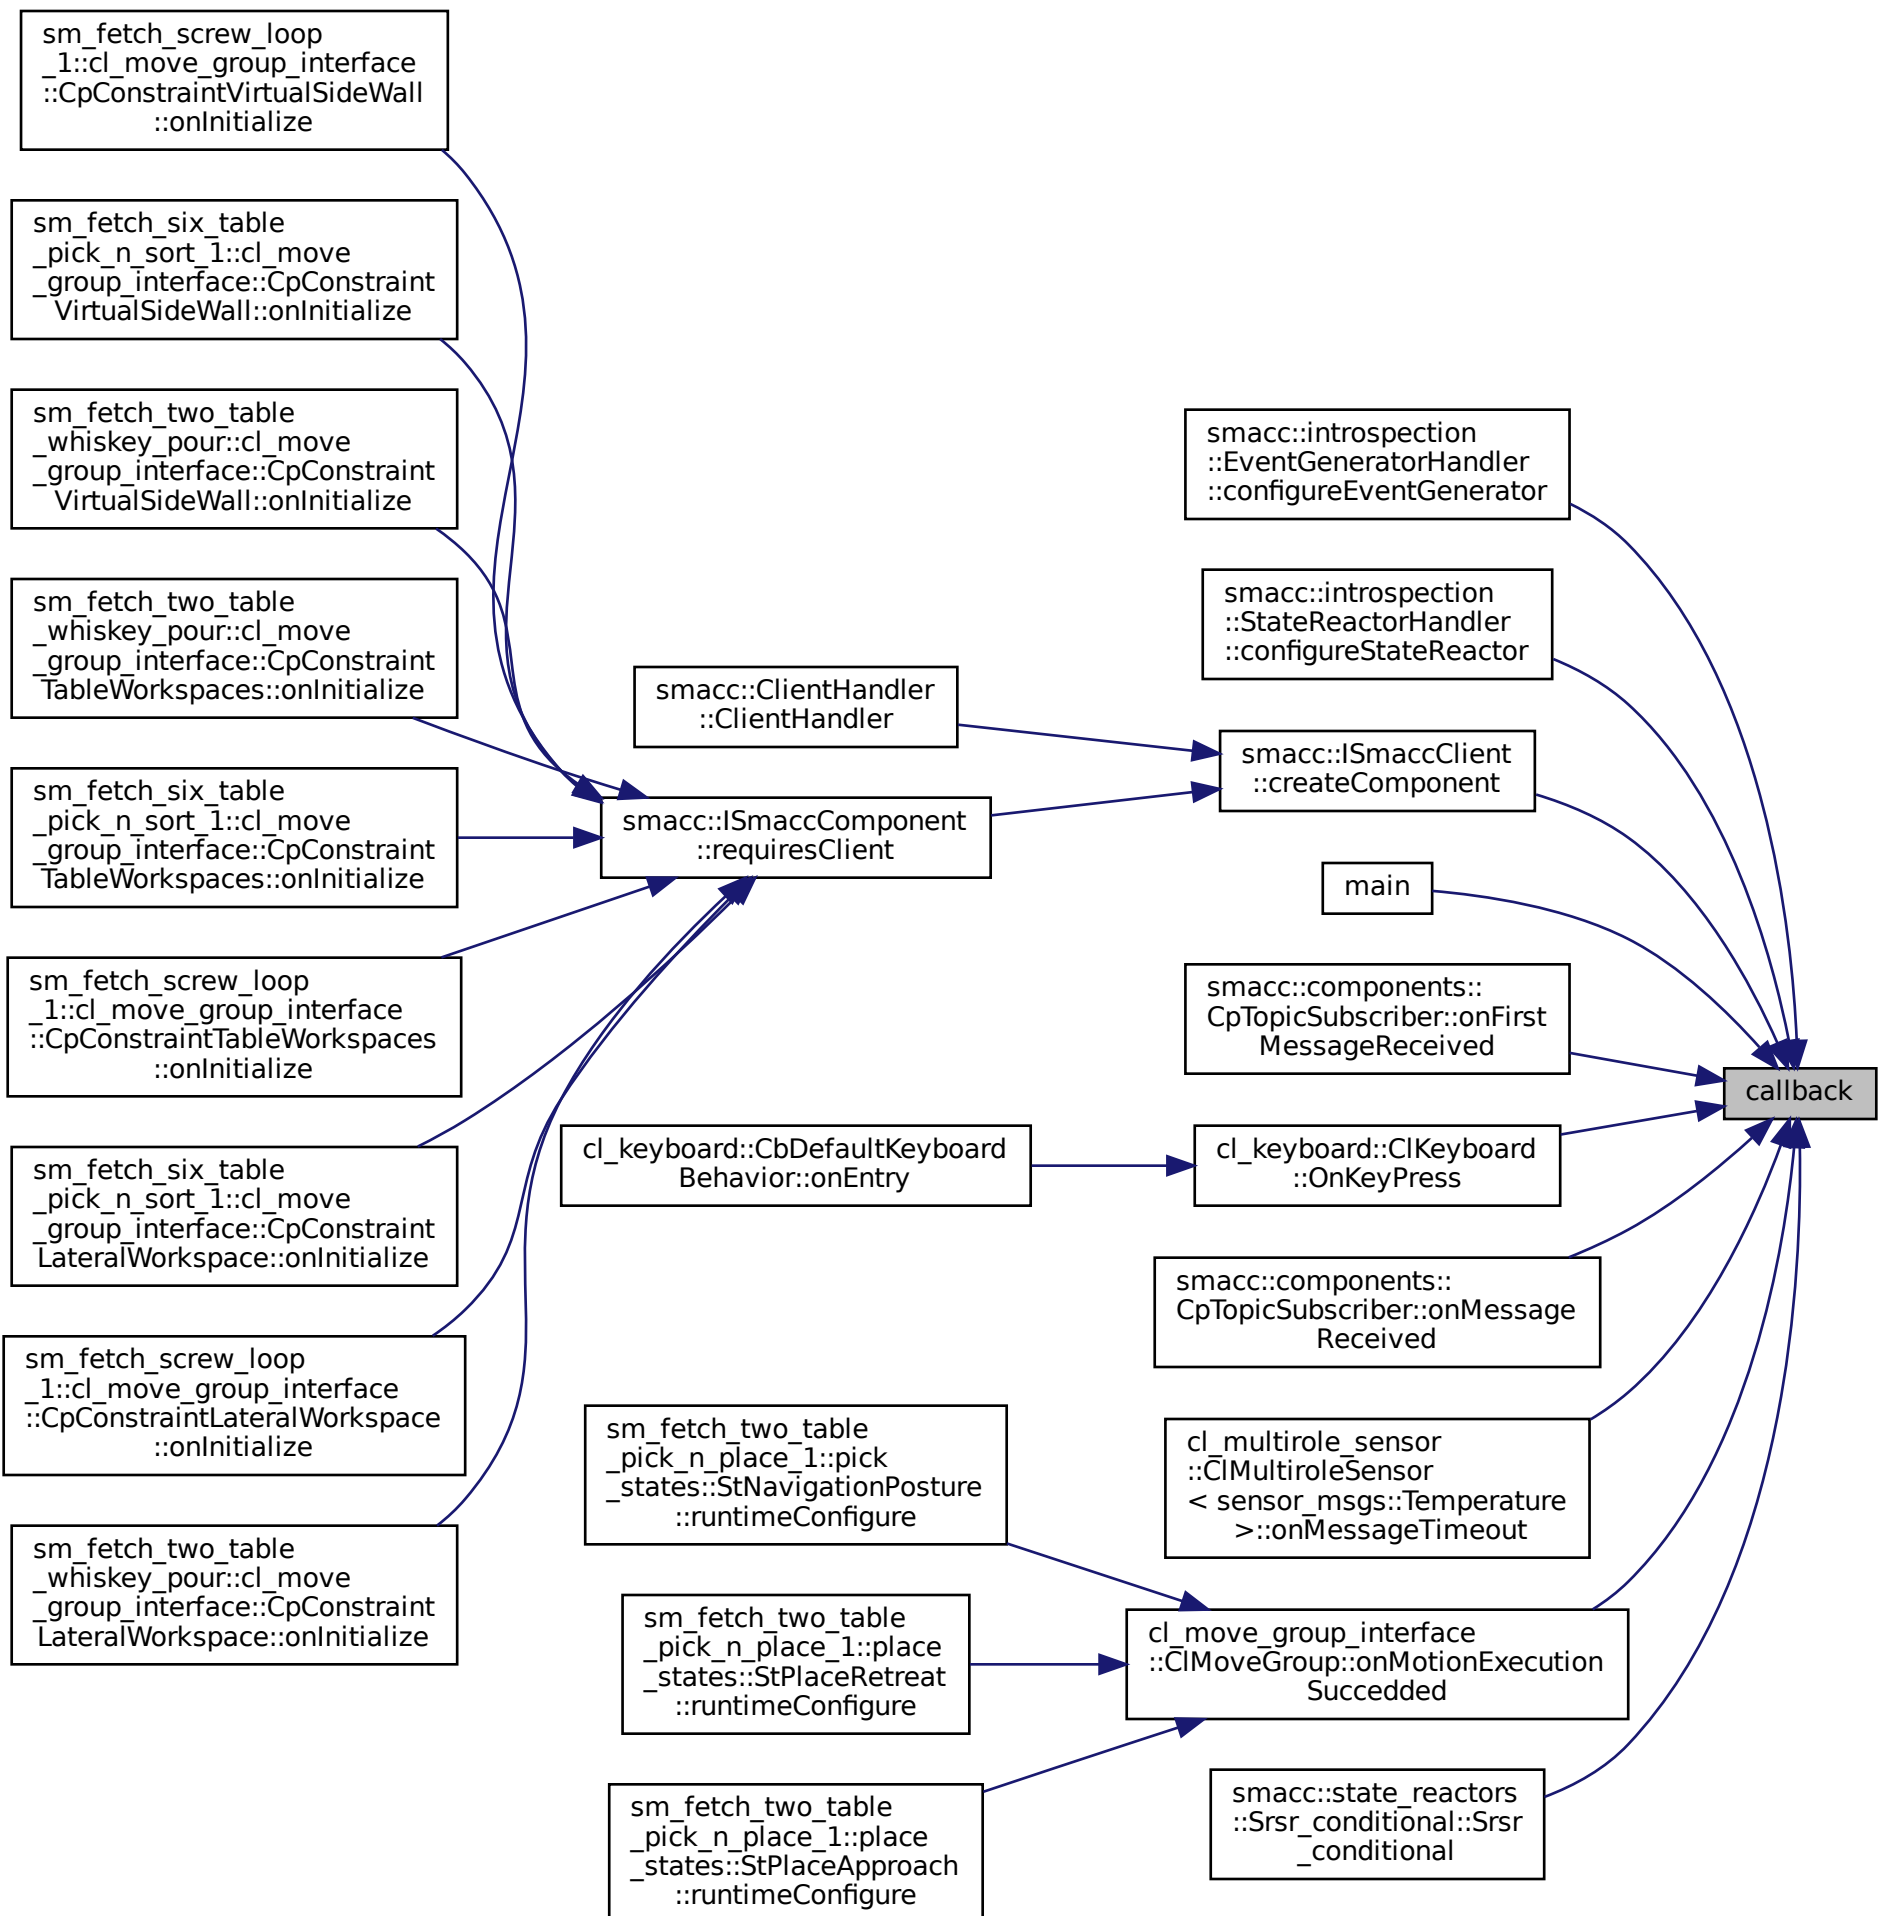 sm_fetch_screw_loop
_1::cl_move_group_interface
::CpConstraintVirtualSideWall
::onInitialize
sm_fetch_six_table
_pick_n_sort_1::cl_move
_group_interface::CpConstraint
VirtualSideWall::onInitialize
sm_fetch_two_table
_whiskey_pour::cl_move
_group_interface::CpConstraint
VirtualSideWall::onInitialize
sm_fetch_two_table
_whiskey_pour::cl_move
_group_interface::CpConstraint
TableWorkspaces::onInitialize
sm_fetch_six_table
_pick_n_sort_1::cl_move
_group_interface::CpConstraint
TableWorkspaces::onInitialize
sm_fetch_screw_loop
_1::cl_move_group_interface
::CpConstraintTableWorkspaces
::onInitialize
sm_fetch_six_table
_pick_n_sort_1::cl_move
_group_interface::CpConstraint
LateralWorkspace::onInitialize
sm_fetch_screw_loop
_1::cl_move_group_interface
::CpConstraintLateralWorkspace
::onInitialize
sm_fetch_two_table
_whiskey_pour::cl_move
_group_interface::CpConstraint
LateralWorkspace::onInitialize
smacc::ClientHandler
::ClientHandler
smacc::ISmaccComponent
::requiresClient
cl_keyboard::CbDefaultKeyboard
Behavior::onEntry
sm_fetch_two_table
_pick_n_place_1::pick
_states::StNavigationPosture
::runtimeConfigure
sm_fetch_two_table
_pick_n_place_1::place
_states::StPlaceRetreat
::runtimeConfigure
sm_fetch_two_table
_pick_n_place_1::place
_states::StPlaceApproach
::runtimeConfigure
smacc::introspection
::EventGeneratorHandler
::configureEventGenerator
smacc::introspection
::StateReactorHandler
::configureStateReactor
smacc::ISmaccClient
::createComponent
main
smacc::components::
CpTopicSubscriber::onFirst
MessageReceived
cl_keyboard::ClKeyboard
::OnKeyPress
smacc::components::
CpTopicSubscriber::onMessage
Received
cl_multirole_sensor
::ClMultiroleSensor
< sensor_msgs::Temperature
>::onMessageTimeout
cl_move_group_interface
::ClMoveGroup::onMotionExecution
Succedded
smacc::state_reactors
::Srsr_conditional::Srsr
_conditional
callback